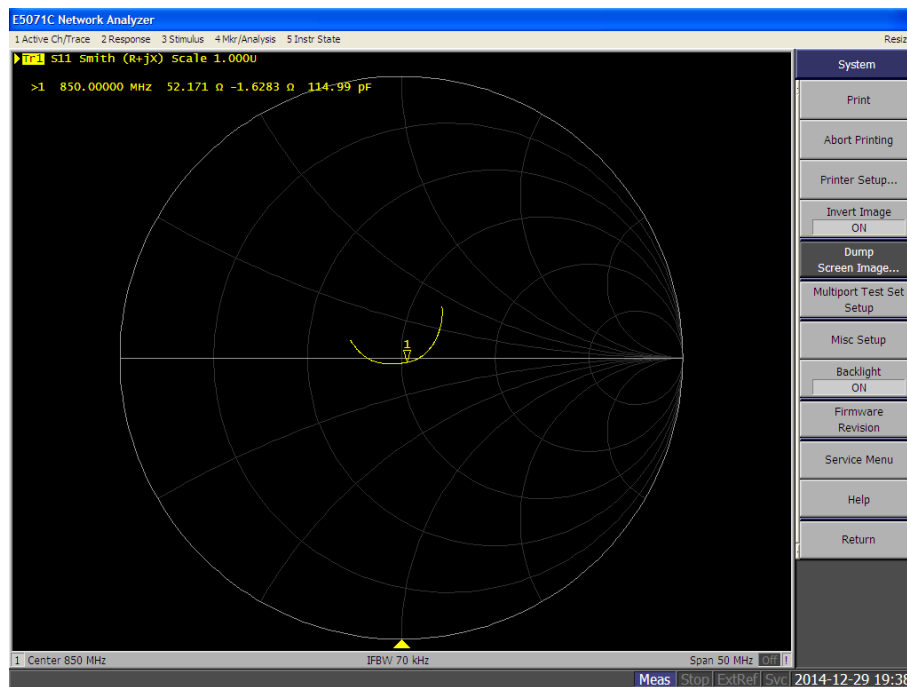 E5071C Network Analyzer
1 Active Ch/Trace 2 Response 3 Stimulus 4 Mkr/Analysis 5 Instr State
Tr1 S11 Smith (R+jX) Scale 1.000U
>1 850.00000 MHz 52.171 Ω -1.6283 Ω 114.99 pF
1
1 Center 850 MHz IFBW 70 kHz Span 50 MHz Off !
System
Print
Abort Printing
Printer Setup...
Invert Image
ON
Dump
Screen Image...
Multiport Test Set
Setup
Misc Setup
Backlight
ON
Firmware
Revision
Service Menu
Help
Return
Meas Stop ExtRef Svc 2014-12-29 19:38